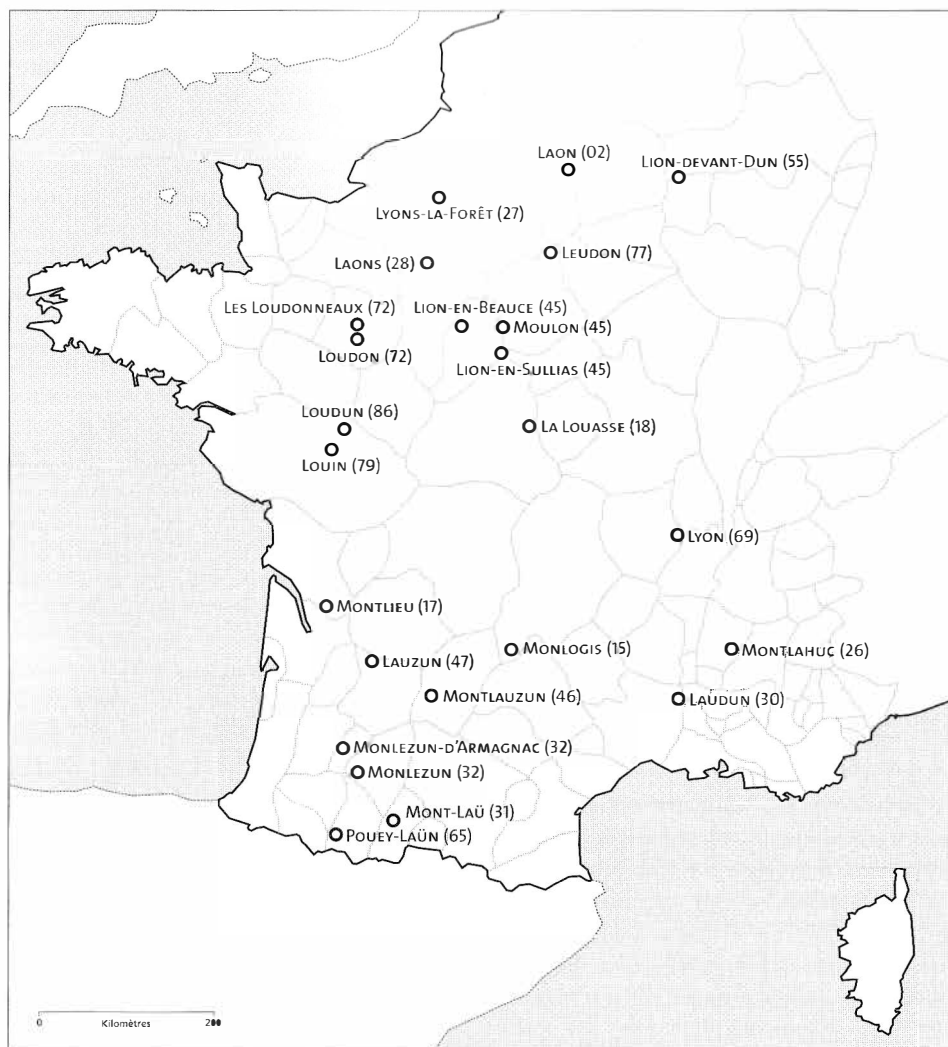 Laon (02)
Lion-devant-Dun (55)
Lyons-la-Forêt (27)
Leudon (77)
Laons (28)
Les Loudonneaux (72)
Lion-en-Beauce (45)
Moulon (45)
Loudon (72)
Lion-en-Sullias (45)
Loudun (86)
La Louasse (18)
Louin (79)
Lyon (69)
Montlieu (17)
Monlogis (15)
Montlahuc (26)
Lauzun (47)
Montlauzun (46)
Laudun (30)
Monlezun-d'Armagnac (32)
Monlezun (32)
Mont-Laü (31)
Pouey-Laün (65)
0 Kilomètres 200